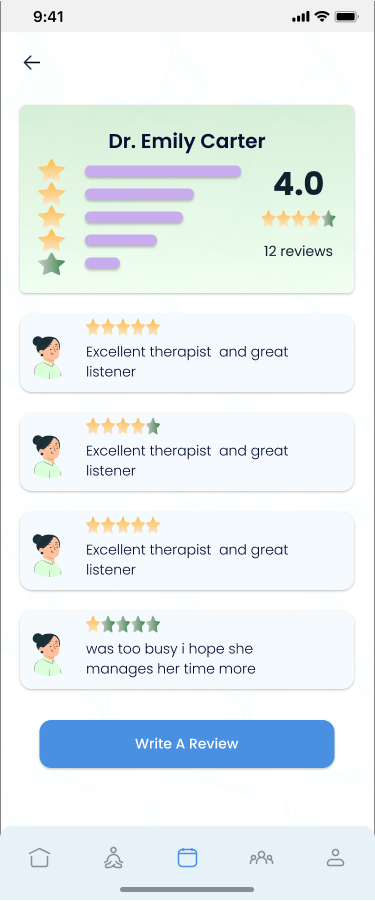 9:41
Dr. Emily Carter
4.0
12 reviews
Excellent therapist  and great
listener
Excellent therapist  and great
listener
Excellent therapist  and great
listener
was too busy i hope she
manages her time more
Write A Review